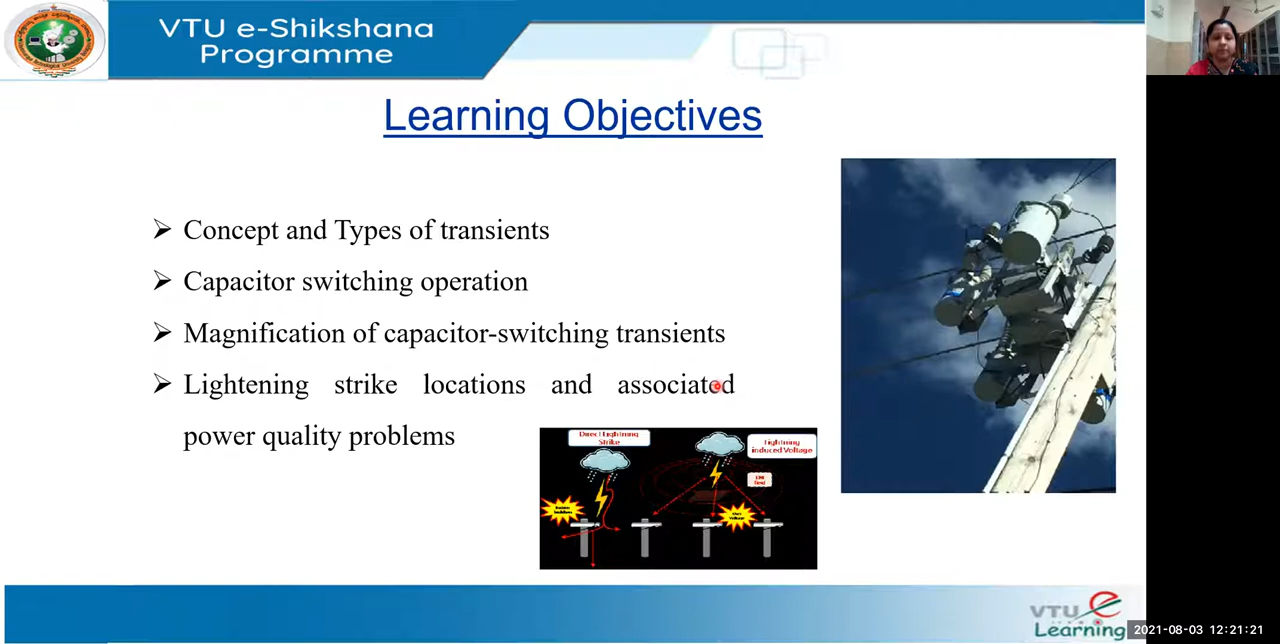 VTU e-Shikshana
Programme
Learning Objectives
Concept and Types of transients
Capacitor switching operation
Magnification of capacitor-switching transients
Lightening strike locations and associated
power quality problems
Direct Lightning
Strike
Lightning
induced Voltage
Over
Voltage
VTU e
Learning
2021-08-03 12:21:21